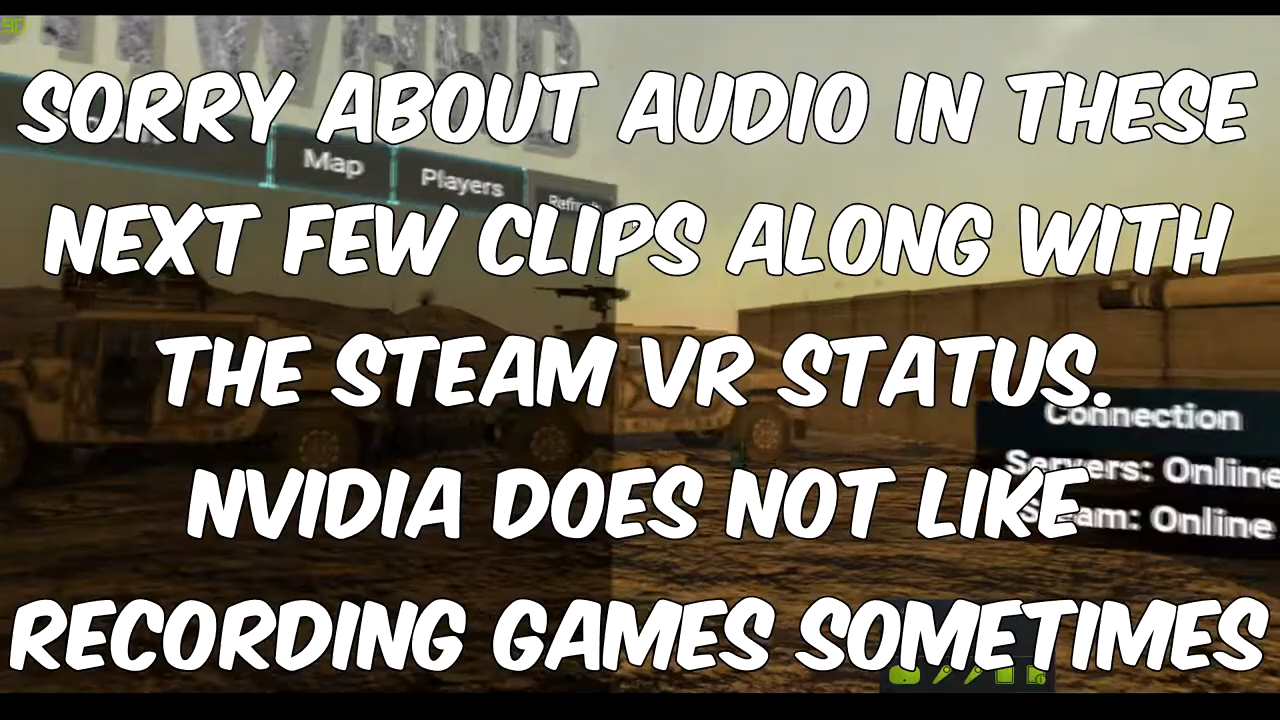 90
SORRY ABOUT AUDIO IN THESE
Map
Players
NEXT FEW CLIPS ALONG WITH
THE STEAM VR STATUS.
Connection
Servers: Online
NVIDIA DOES NOT LIKE
Steam: Online
RECORDING GAMES SOMETIMES